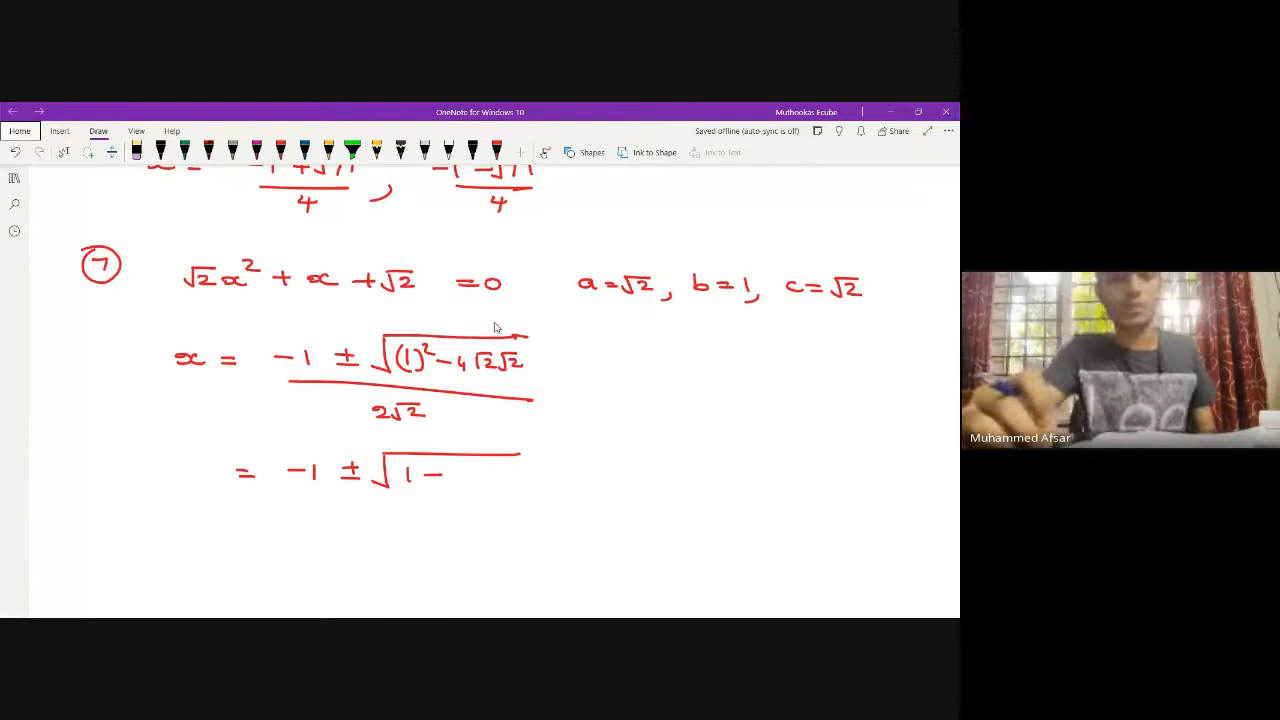 OneNote for Windows 10 Muthookas Ecube
Home Insert Draw View Help Saved offline (auto-sync is off) Share
Shapes Ink to Shape Ink to Text
4 , 4
7 √2x² + x + √2 = 0 a = √2, b = 1, c = √2
x = -1 ± √(1)² - 4√2√2
2√2
= -1 ± √1 -
Muhammed Afsar